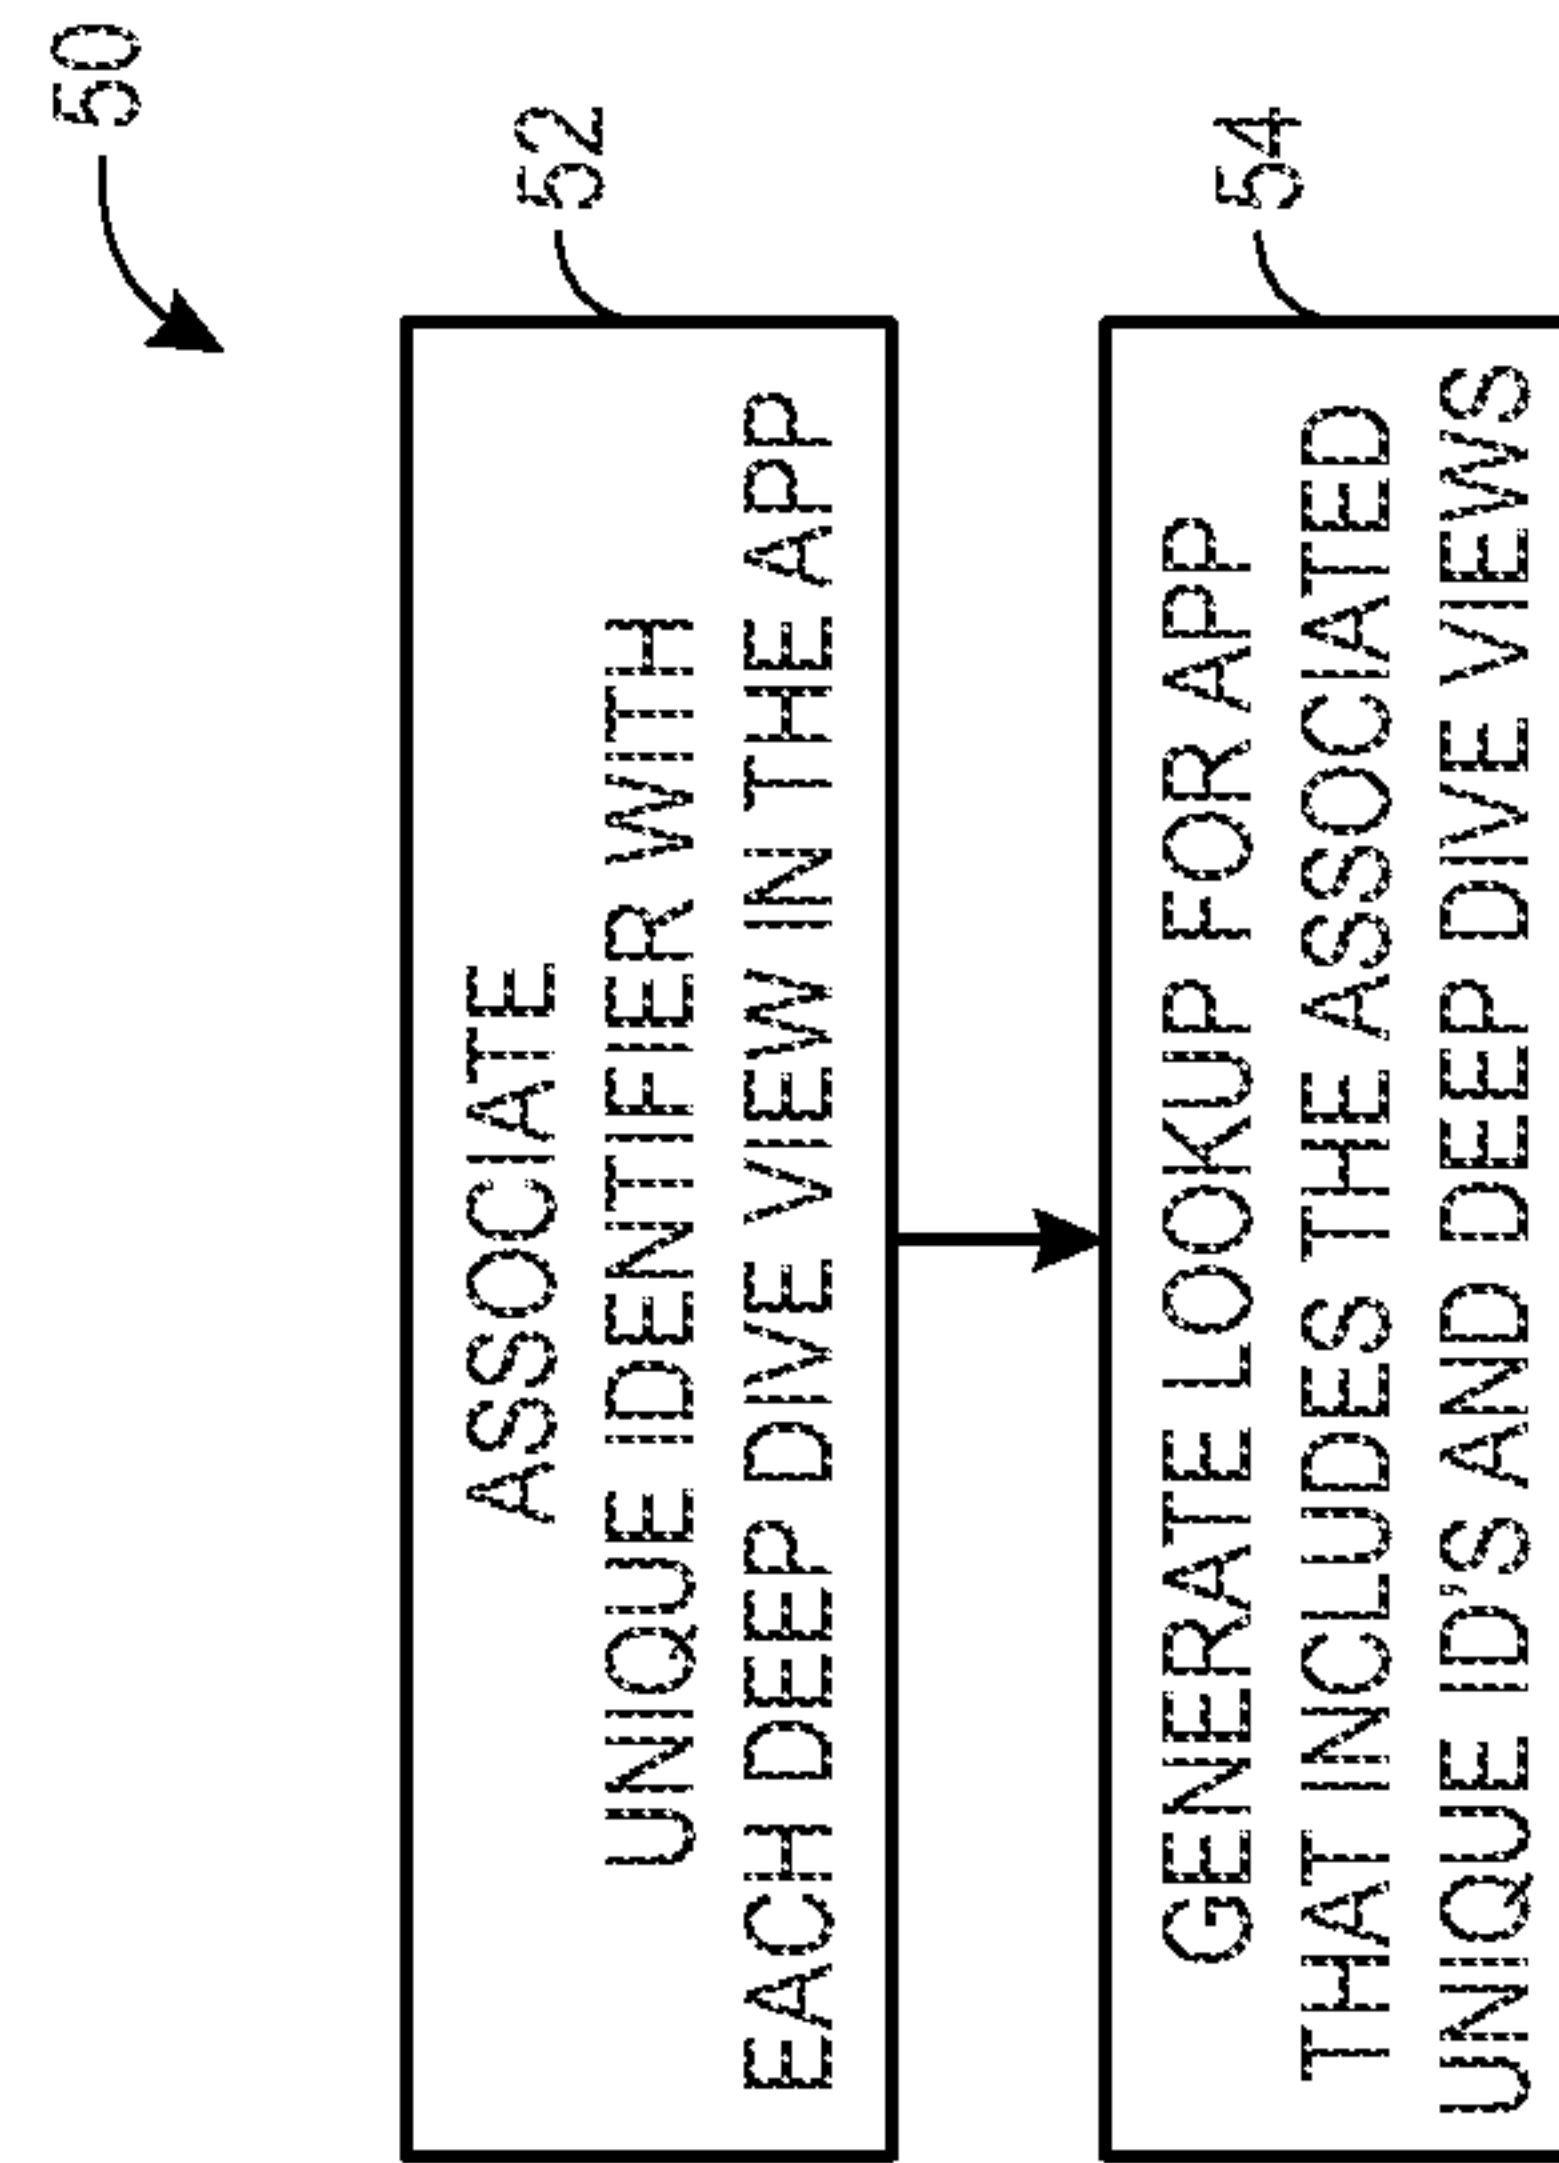 50
52
ASSOCIATE
UNIQUE IDENTIFIER WITH
EACH DEEP DIVE VIEW IN THE APP
54
GENERATE LOOKUP FOR APP
THAT INCLUDES THE ASSOCIATED
UNIQUE ID'S AND DEEP DIVE VIEWS